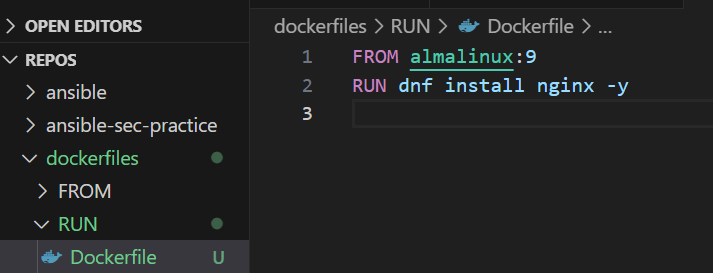 OPEN EDITORS
REPOS
ansible
ansible-sec-practice
dockerfiles
FROM
RUN
Dockerfile U
dockerfiles > RUN > Dockerfile > ...
1 FROM almalinux:9
2 RUN dnf install nginx -y
3